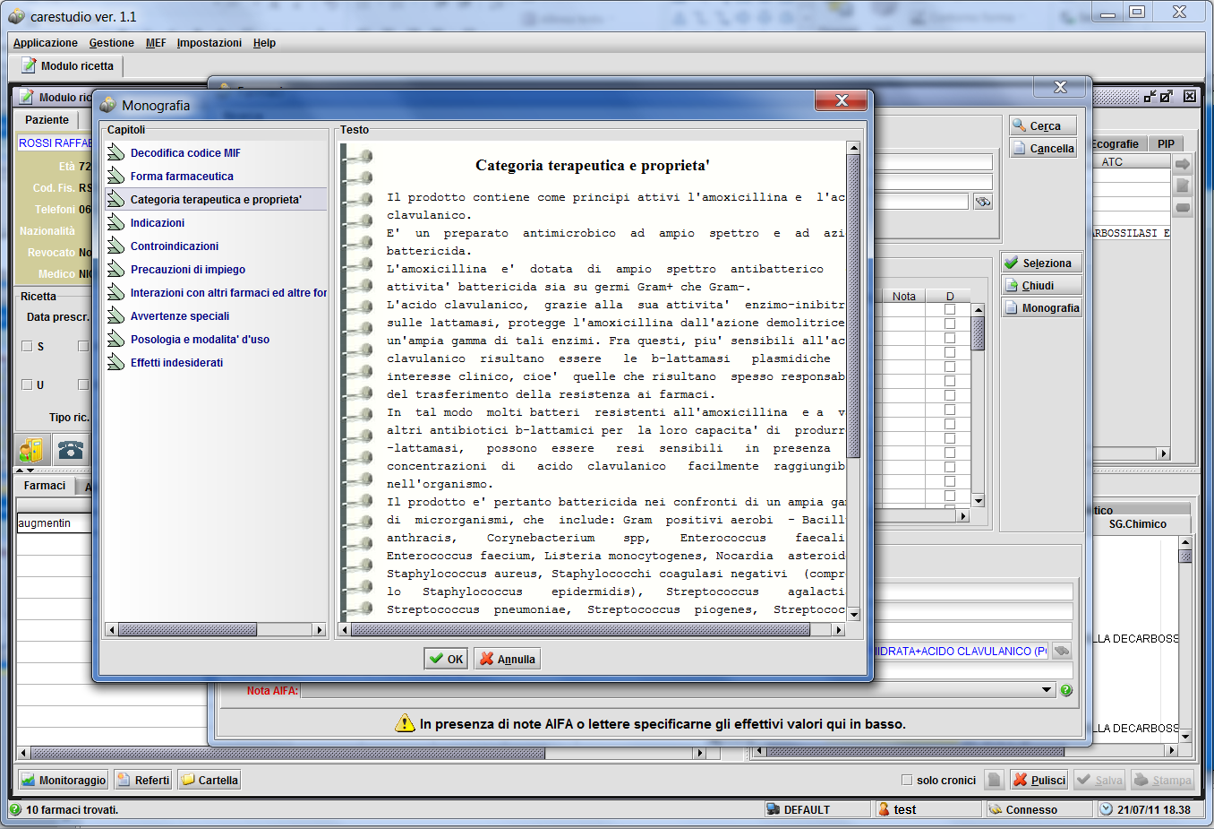 carestudio ver. 1.1
Applicazione Gestione MEF Impostazioni Help
Modulo ricetta
Modulo ric
Paziente
ROSSI RAFFAE
Età 72
Cod. Fis. RS
Telefoni 06
Nazionalità
Revocato No
Medico NIC
Ricetta
Data prescr.
S
U
Tipo ric.
Farmaci
augmentin
Monografia
Capitoli
Decodifica codice MIF
Forma farmaceutica
Categoria terapeutica e proprieta'
Indicazioni
Controindicazioni
Precauzioni di impiego
Interazioni con altri farmaci ed altre for
Avvertenze speciali
Posologia e modalita' d'uso
Effetti indesiderati
Testo
Categoria terapeutica e proprieta'
Il prodotto contiene come principi attivi l'amoxicillina e l'ac
clavulanico.
E' un preparato antimicrobico ad ampio spettro e ad azi
battericida.
L'amoxicillina e' dotata di ampio spettro antibatterico
attivita' battericida sia su germi Gram+ che Gram-.
L'acido clavulanico, grazie alla sua attivita' enzimo-inibitr
sulle lattamasi, protegge l'amoxicillina dall'azione demolitrice
un'ampia gamma di tali enzimi. Fra questi, piu' sensibili all'ac
clavulanico risultano essere le b-lattamasi plasmidiche
interesse clinico, cioe' quelle che risultano spesso responsab
del trasferimento della resistenza ai farmaci.
In tal modo molti batteri resistenti all'amoxicillina e a v
altri antibiotici b-lattamici per la loro capacita' di produrr
-lattamasi, possono essere resi sensibili in presenza
concentrazioni di acido clavulanico facilmente raggiungib
nell'organismo.
Il prodotto e' pertanto battericida nei confronti di un ampia ga
di microrganismi, che include: Gram positivi aerobi - Bacill
anthracis, Corynebacterium spp, Enterococcus faecali
Enterococcus faecium, Listeria monocytogenes, Nocardia asteroid
Staphylococcus aureus, Staphylococchi coagulasi negativi (compr
lo Staphylococcus epidermidis), Streptococcus agalacti
Streptococcus pneumoniae, Streptococcus piogenes, Streptococ
OK Annulla
Cerca
Cancella
Nota D
Seleziona
Chiudi
Monografia
Ecografie PIP
ATC
ARBOSSILASI E
tico
SG.Chimico
LLA DECARBOSS
LLA DECARBOSS
IDRATA+ACIDO CLAVULANICO (PO
Nota AIFA:
In presenza di note AIFA o lettere specificarne gli effettivi valori qui in basso.
Monitoraggio Referti Cartella solo cronici Pulisci Salva Stampa
10 farmaci trovati. DEFAULT test Connesso 21/07/11 18.38